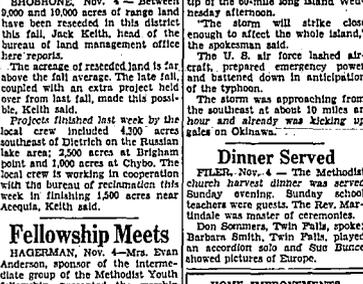 SHOSHONE, Nov. 4 — Between
9,000 and 10,000 acres of range land
have been reseeded in this district
this fall, Jack Keith, head of the
bureau of land management office
here reports.
The acreage of reseeded land is far
above the fall average. The late fall,
coupled with an extra project held
over from last fall, made this possi-
ble, Keith said.
Projects finished last week by the
local crew included 4,300 acres
southeast of Dietrich on the Russian
lake area; 2,500 acres at Brigham
point and 1,000 acres at Chybo. The
local crew is working in cooperation
with the bureau of reclamation this
week in finishing 1,500 acres near
Acequia, Keith said.
Fellowship Meets
HAGERMAN, Nov. 4—Mrs. Evan
Anderson, sponsor of the interme-
diate group of the Methodist Youth
tip of the 60-mile long island Wed-
nesday afternoon.
"The storm will strike close
enough to affect the whole island,"
the spokesman said.
The U. S. air force lashed air-
craft, prepared emergency power
and battened down in anticipation
of the typhoon.
The storm was approaching from
the southeast at about 10 miles an
hour and already was kicking up
gales on Okinawa.
Dinner Served
FILER, Nov. 4 — The Methodist
church harvest dinner was served
Sunday evening. Sunday school
teachers were guests. The Rev. Mar-
tindale was master of ceremonies.
Don Sommers, Twin Falls, spoke;
Barbara Smith, Twin Falls, played
an accordion solo and Sue Bunce
showed pictures of Europe.
HOME IMPROVEMENTS